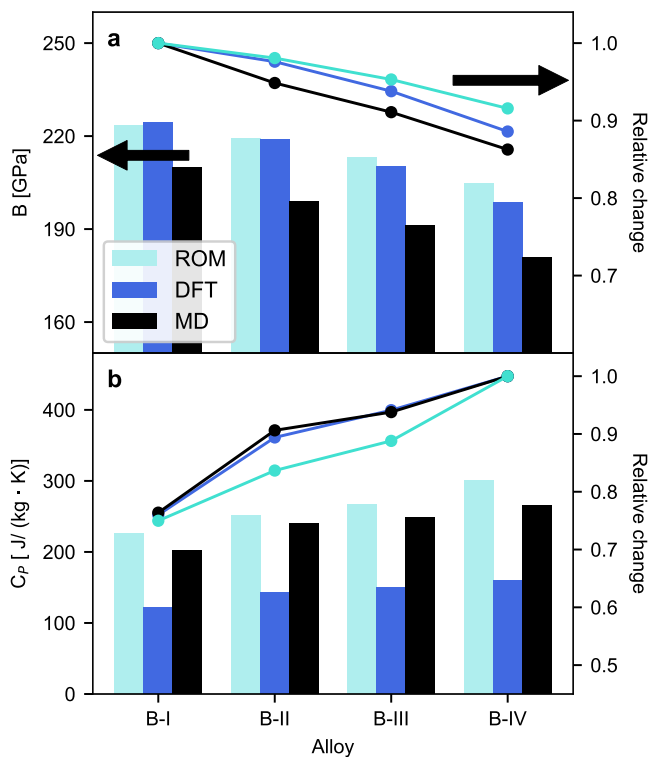 a
250
220
190
160
B [GPa]
1.0
0.9
0.8
0.7
Relative change
ROM
DFT
MD
b
400
300
200
100
0
C_P [ J/ (kg · K)]
1.0
0.9
0.8
0.7
0.6
0.5
Relative change
B-I B-II B-III B-IV
Alloy